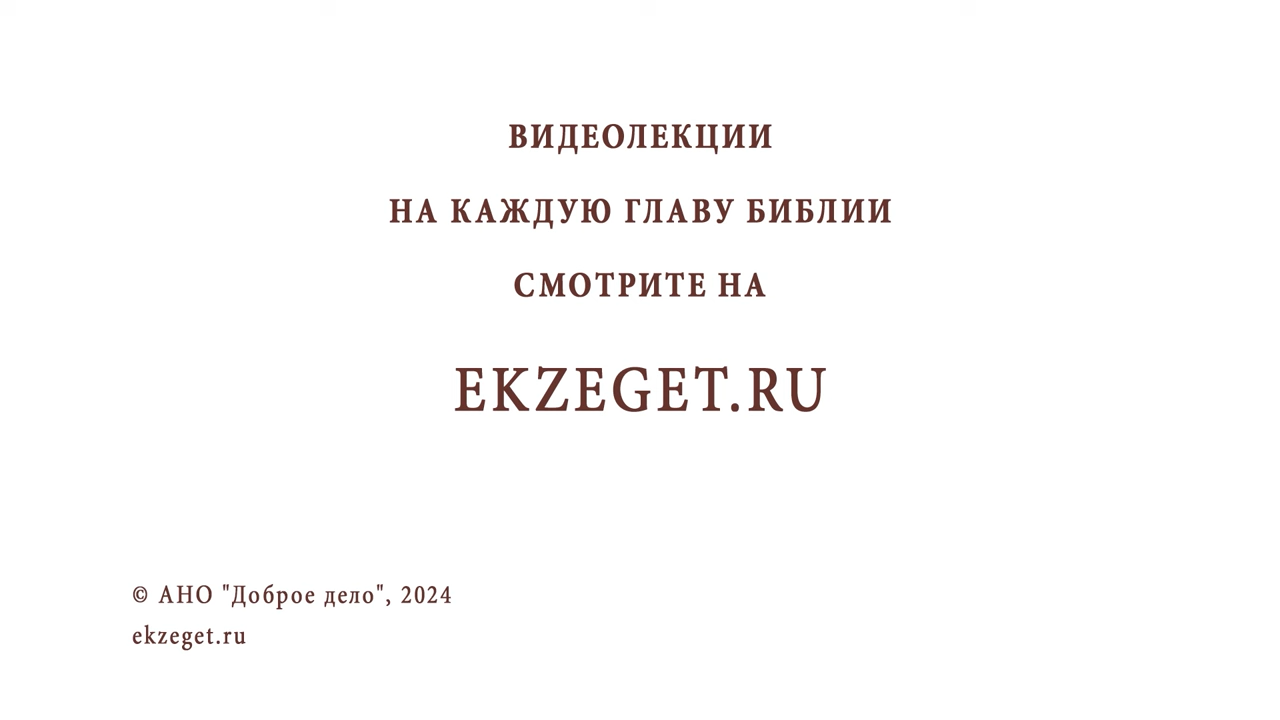 ВИДЕОЛЕКЦИИ
НА КАЖДУЮ ГЛАВУ БИБЛИИ
СМОТРИТЕ НА
EKZEGET.RU
© АНО "Доброе дело", 2024
ekzeget.ru